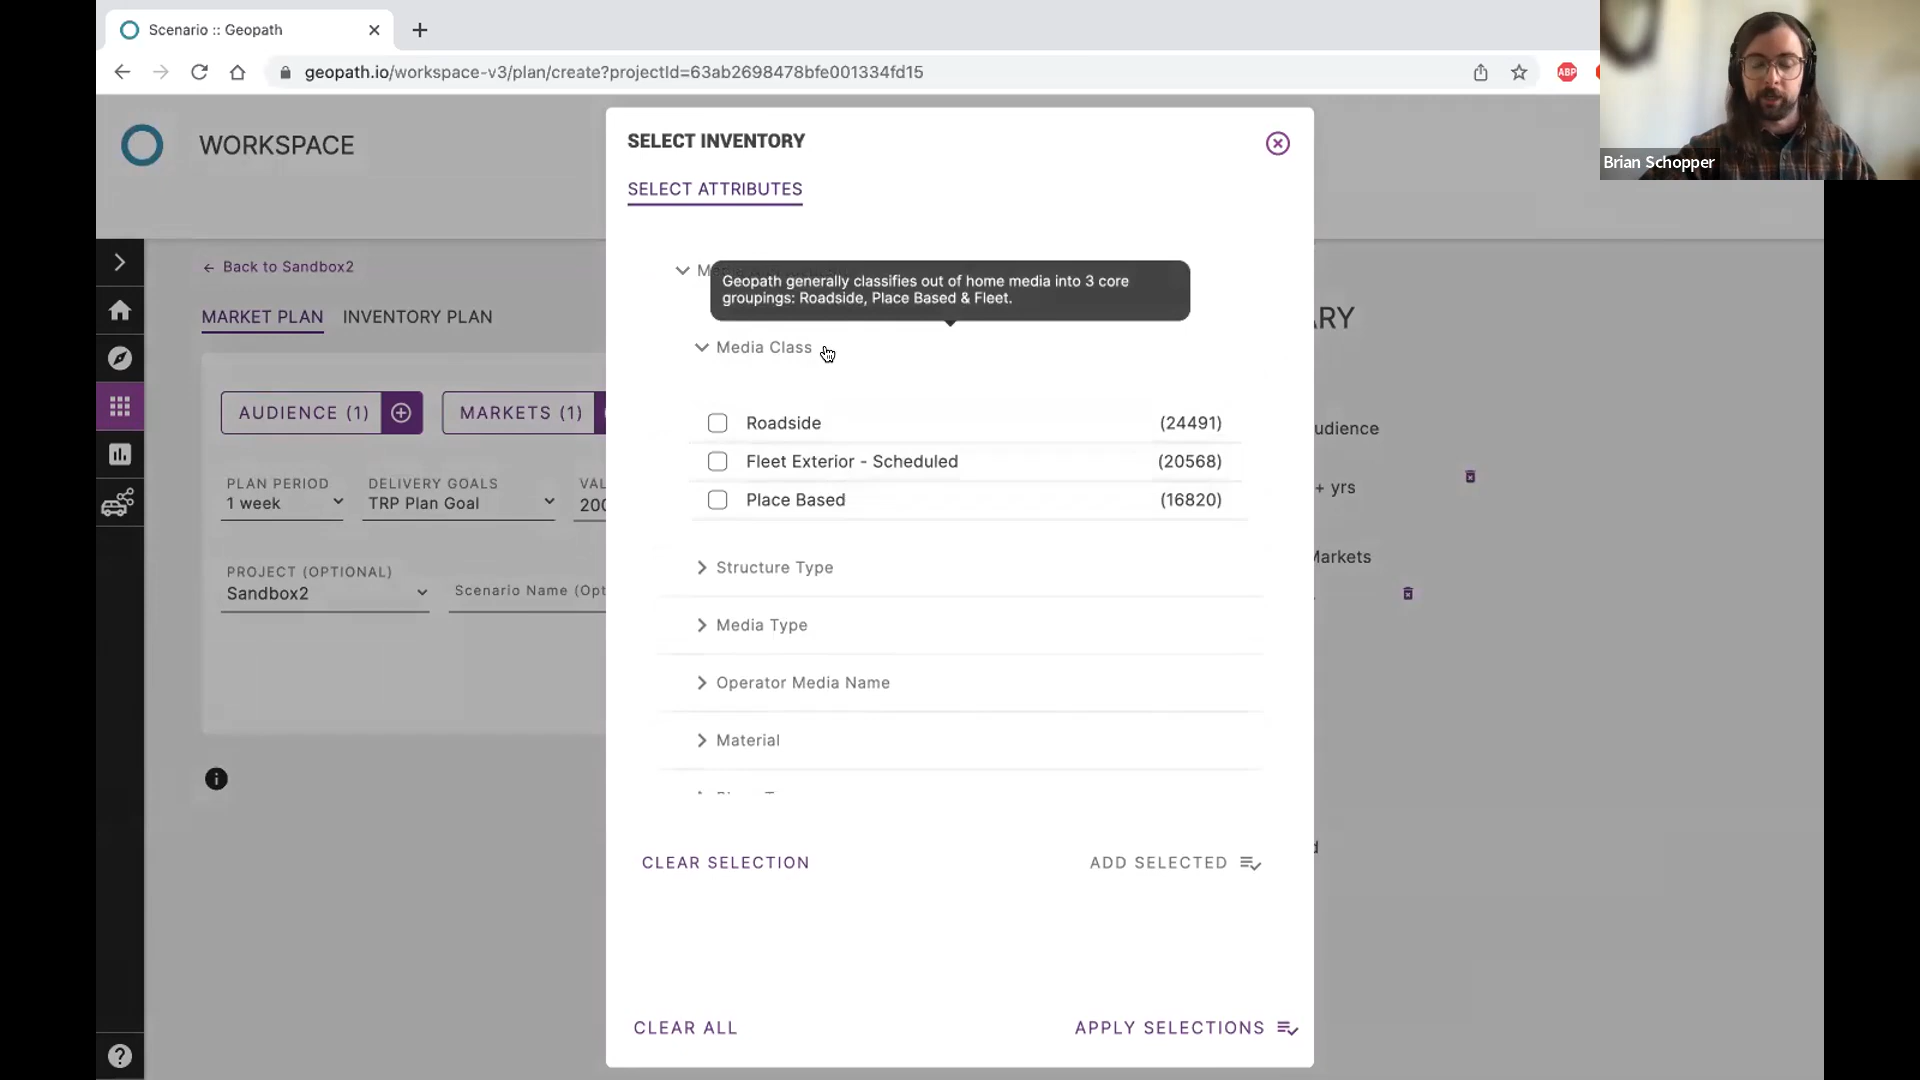 Scenario :: Geopath
geopath.io/workspace-v3/plan/create?projectId=63ab2698478bfe001334fd15
ABP
Brian Schopper
WORKSPACE
SELECT INVENTORY
SELECT ATTRIBUTES
Back to Sandbox2
MARKET PLAN
INVENTORY PLAN
Geopath generally classifies out of home media into 3 core
groupings: Roadside, Place Based & Fleet.
Media Class
AUDIENCE (1)
MARKETS (1)
Roadside (24491)
Fleet Exterior - Scheduled (20568)
Place Based (16820)
PLAN PERIOD
1 week
DELIVERY GOALS
TRP Plan Goal
VAL
200
PROJECT (OPTIONAL)
Sandbox2
Scenario Name (Opt
Structure Type
Media Type
Operator Media Name
Material
CLEAR SELECTION
ADD SELECTED
CLEAR ALL
APPLY SELECTIONS
RY
udience
+ yrs
Markets